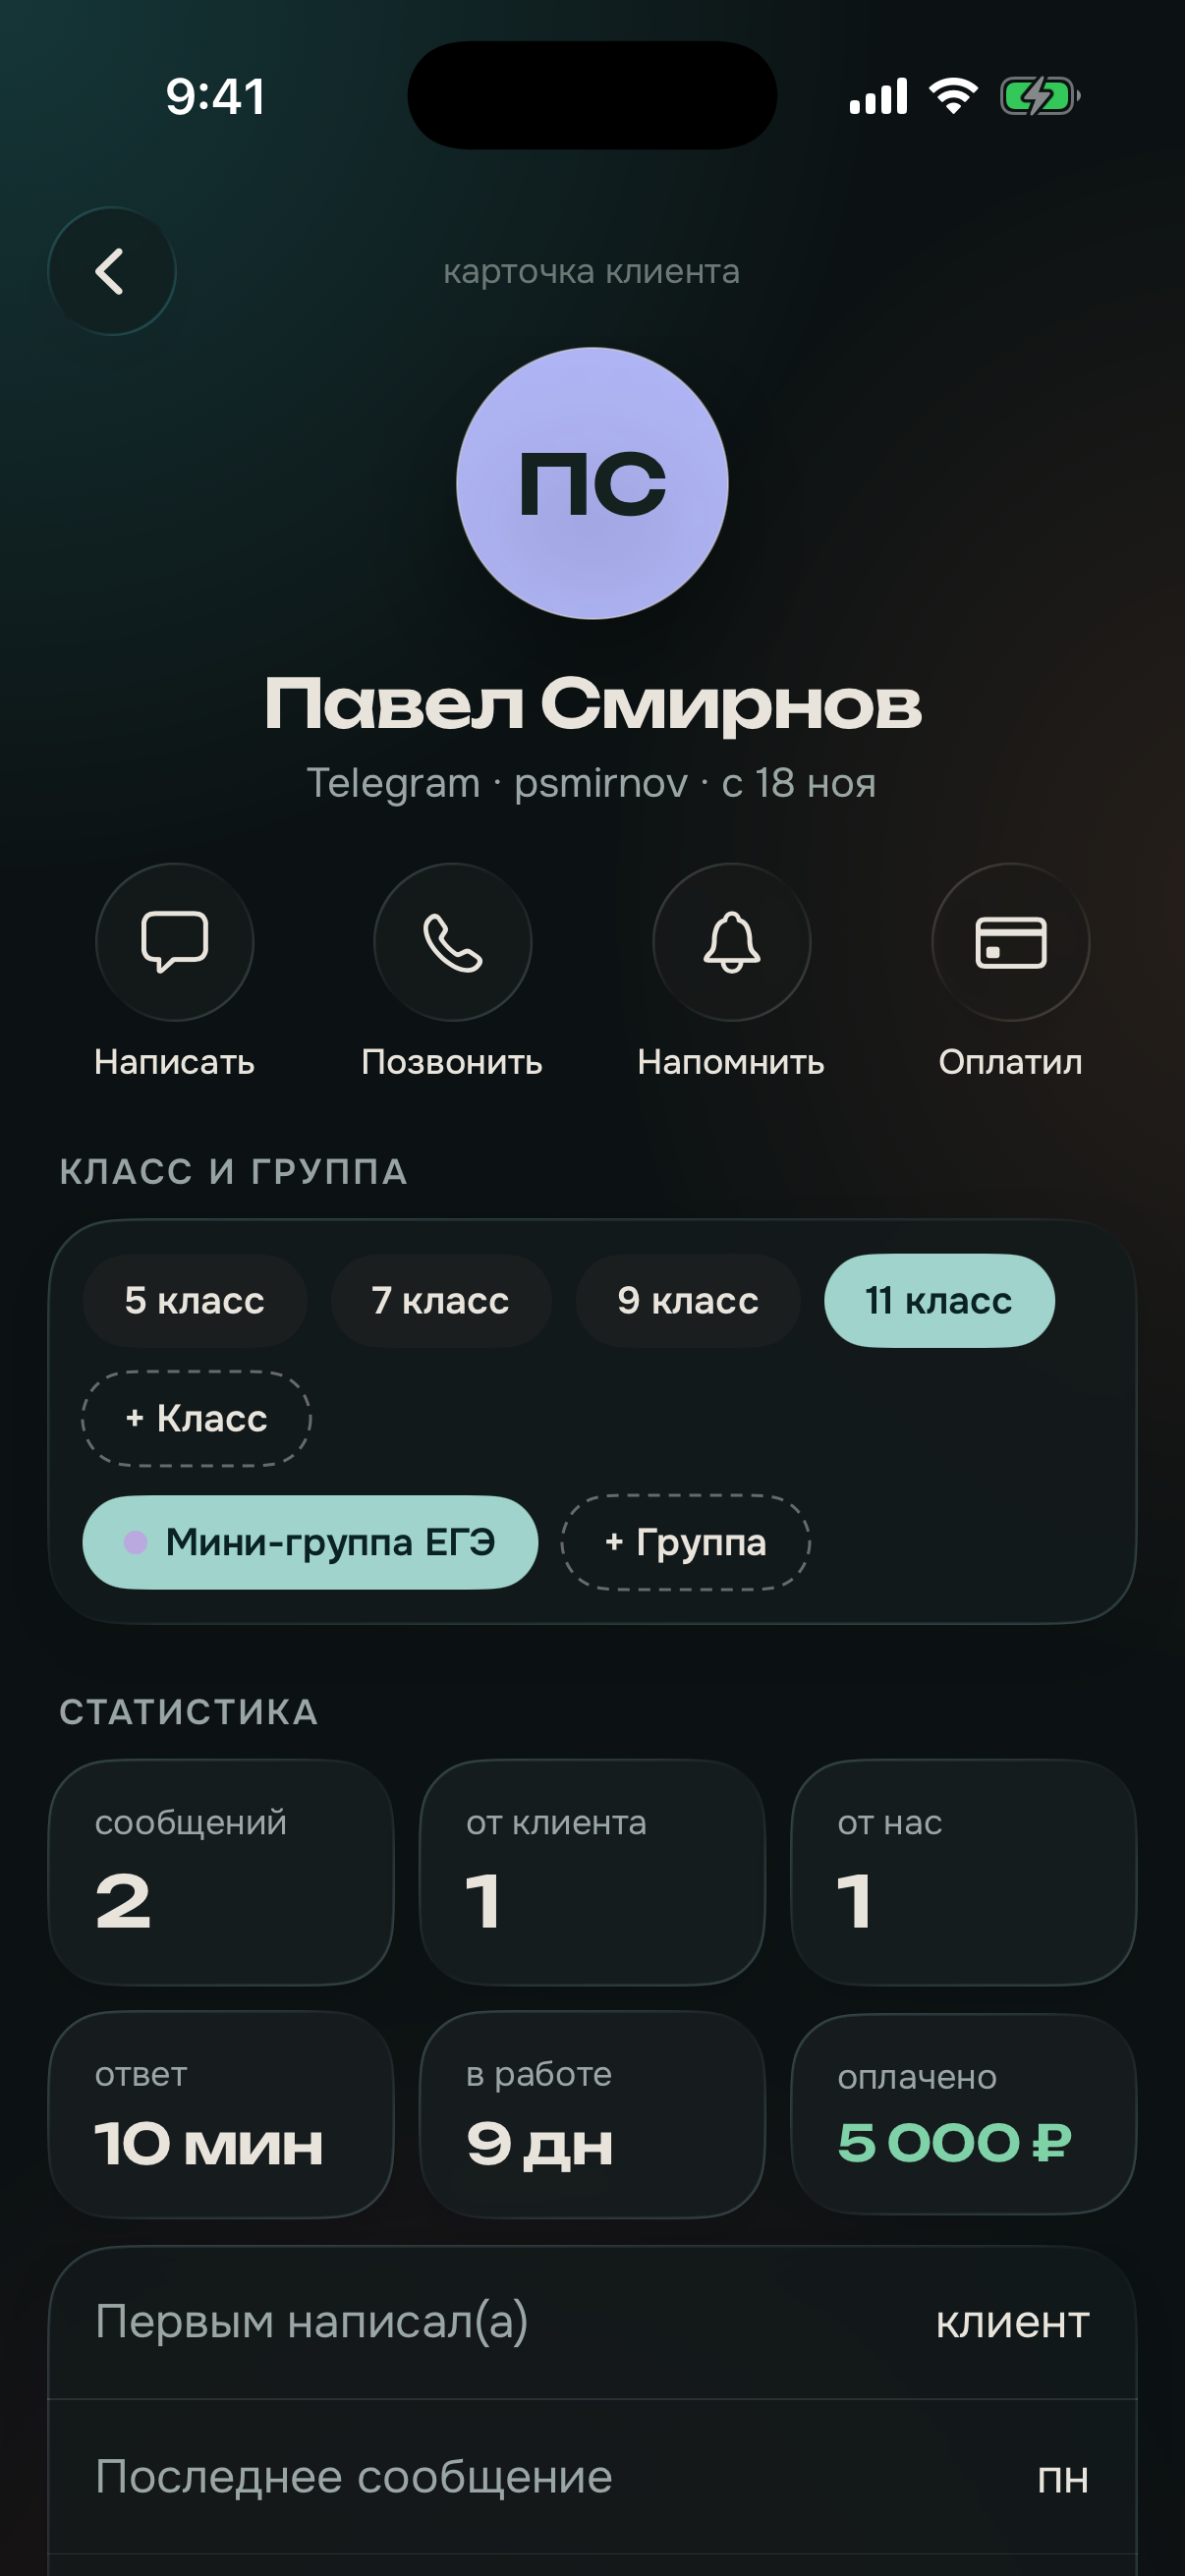 9:41
карточка клиента
ПС
Павел Смирнов
Telegram · psmirnov · с 18 ноя
Написать
Позвонить
Напомнить
Оплатил
КЛАСС И ГРУППА
5 класс
7 класс
9 класс
11 класс
+ Класс
Мини-группа ЕГЭ
+ Группа
СТАТИСТИКА
сообщений
от клиента
от нас
2
1
1
ответ
в работе
оплачено
10 мин
9 дн
5 000 ₽
Первым написал(а)
клиент
Последнее сообщение
пн